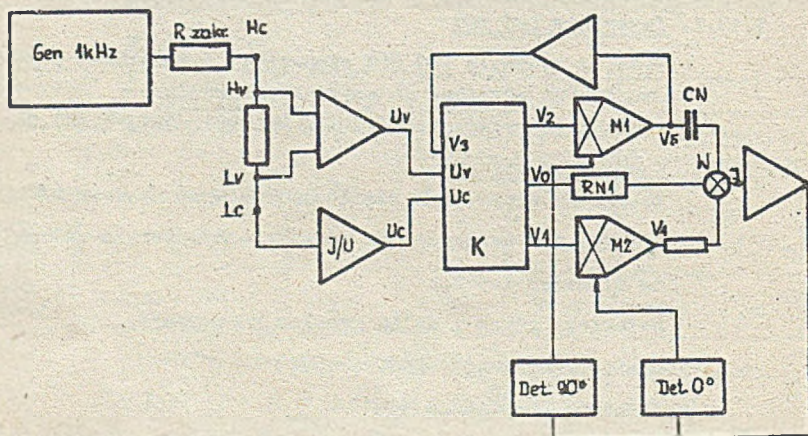 Gen 1kHz
R zakr.
Hc
Hv
Lv
Lc
Uv
J/U
Uc
V3
Uv
Uc
K
V2
V0
V1
M1
V5
CN
RN1
W
J
M2
V4
Det 90°
Det 0°